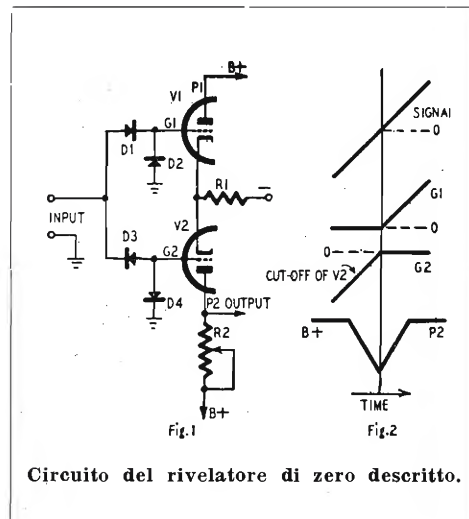 B+
P1
V1
G1
D1
D2
R1
−
INPUT
V2
D3
G2
D4
P2 OUTPUT
R2
B+
Fig.1
SIGNAL
0
G1
0
0
G2
CUT-OFF OF V2
B+
P2
TIME
Fig.2
Circuito del rivelatore di zero descritto.